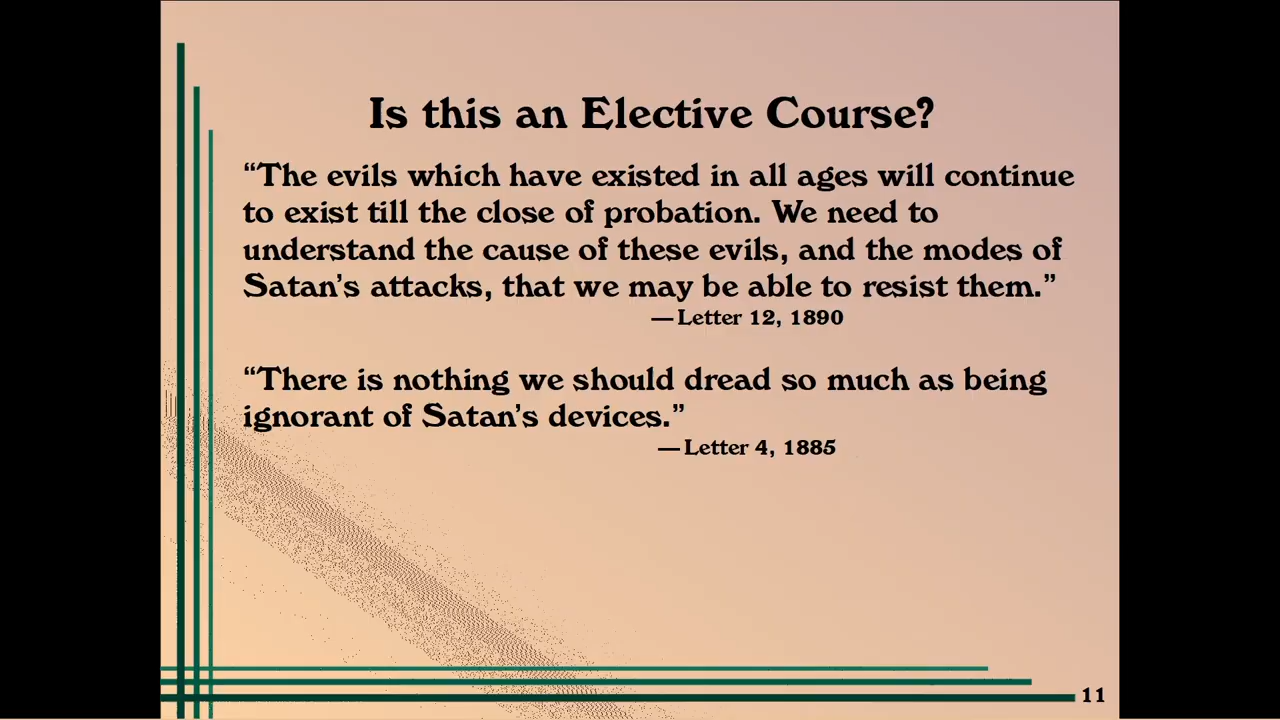 Is this an Elective Course?
“The evils which have existed in all ages will continue
to exist till the close of probation. We need to
understand the cause of these evils, and the modes of
Satan’s attacks, that we may be able to resist them.”
—Letter 12, 1890
“There is nothing we should dread so much as being
ignorant of Satan’s devices.”
—Letter 4, 1885
11